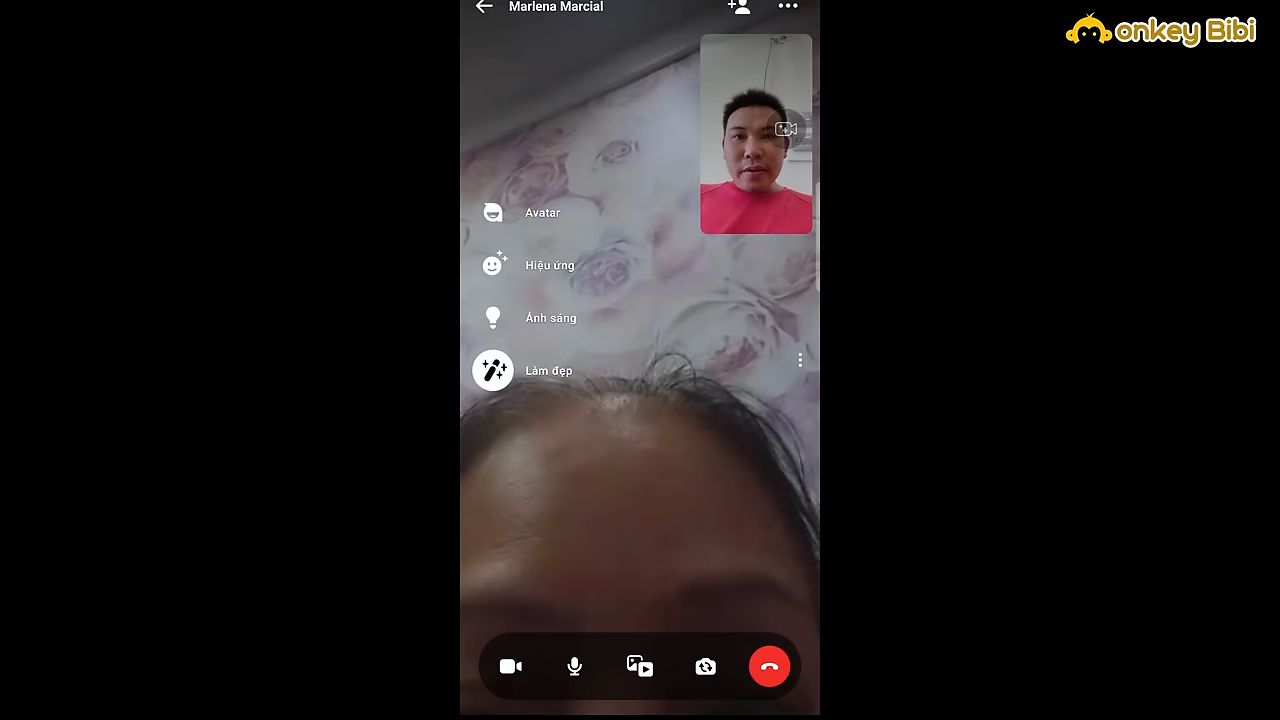 Marlena Marcial
onkey Bibi
Avatar
Hiệu ứng
Ánh sáng
Làm đẹp